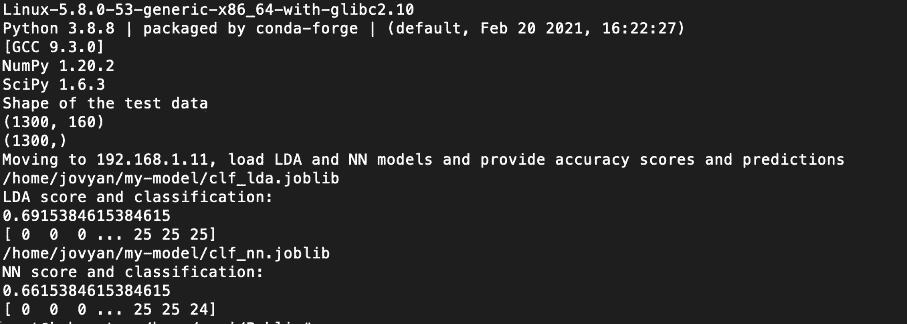 Linux-5.8.0-53-generic-x86_64-with-glibc2.10
Python 3.8.8 | packaged by conda-forge | (default, Feb 20 2021, 16:22:27)
[GCC 9.3.0]
NumPy 1.20.2
SciPy 1.6.3
Shape of the test data
(1300, 160)
(1300,)
Moving to 192.168.1.11, load LDA and NN models and provide accuracy scores and predictions
/home/jovyan/my-model/clf_lda.joblib
LDA score and classification:
0.6915384615384615
[ 0  0  0 ... 25 25 25]
/home/jovyan/my-model/clf_nn.joblib
NN score and classification:
0.6615384615384615
[ 0  0  0 ... 25 25 24]